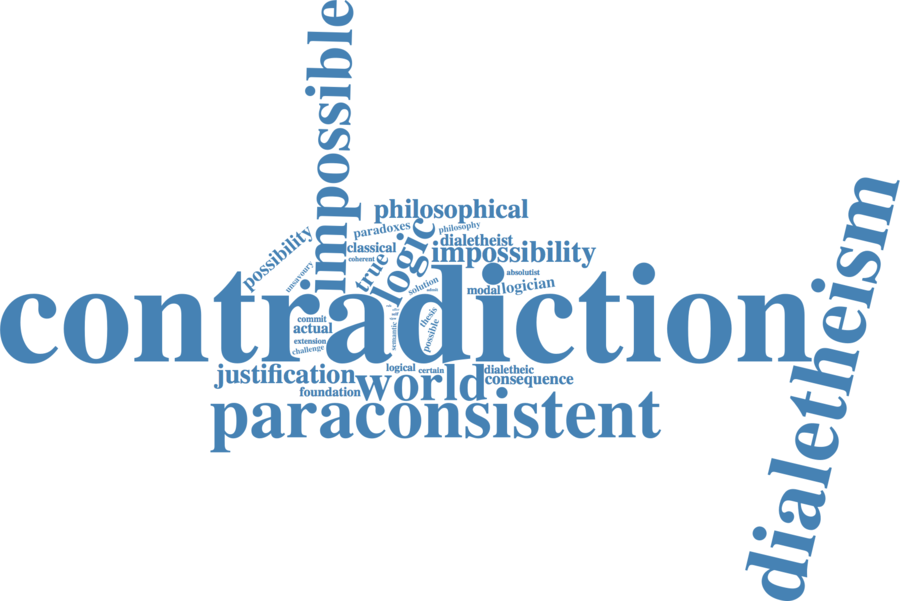 impossible
philosophical
paradoxes
philosophy
logic
dialetheist
possibility
classical
impossibility
coherent
true
unsavoury
absolutist
solution
modal
logician
contradiction
dialetheism
commit
thesis
actual
possible
semantic
extension
challenge
logical
certain
dialetheic
justification
world
consequence
foundation
paraconsistent